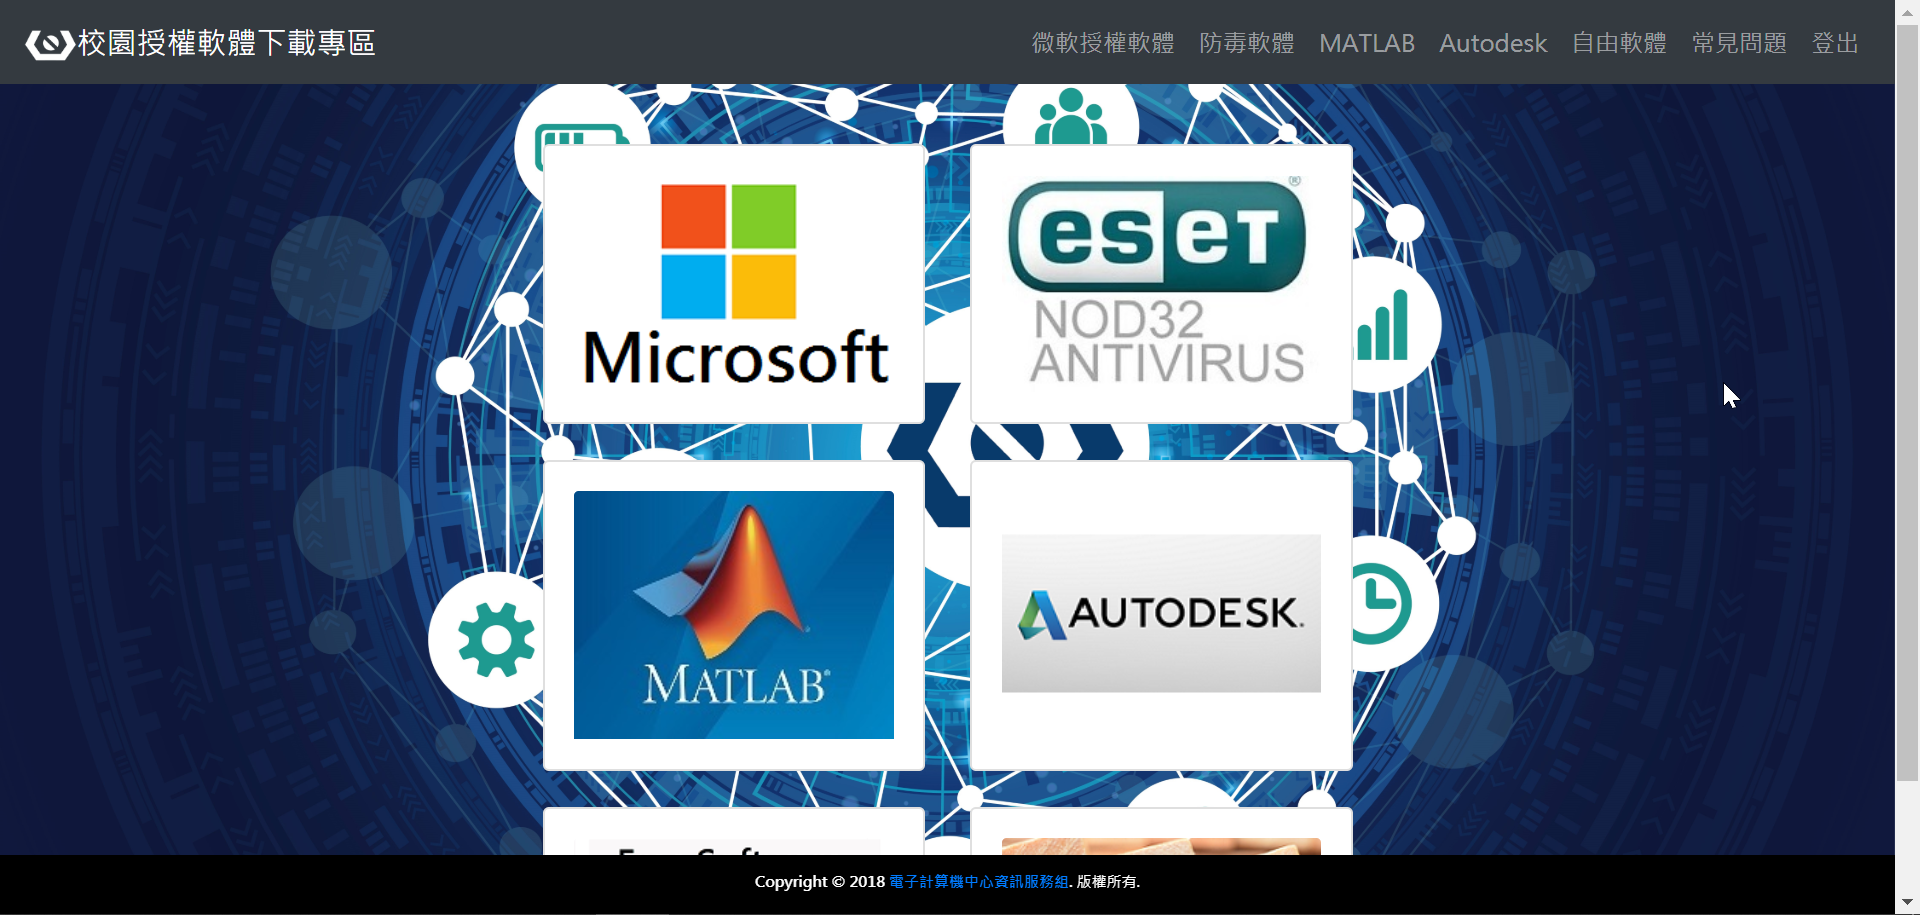 校園授權軟體下載專區
微軟授權軟體 防毒軟體 MATLAB Autodesk 自由軟體 常見問題 登出
Microsoft
eseT
NOD32
ANTIVIRUS
MATLAB®
AUTODESK.
Copyright © 2018 電子計算機中心資訊服務組. 版權所有.